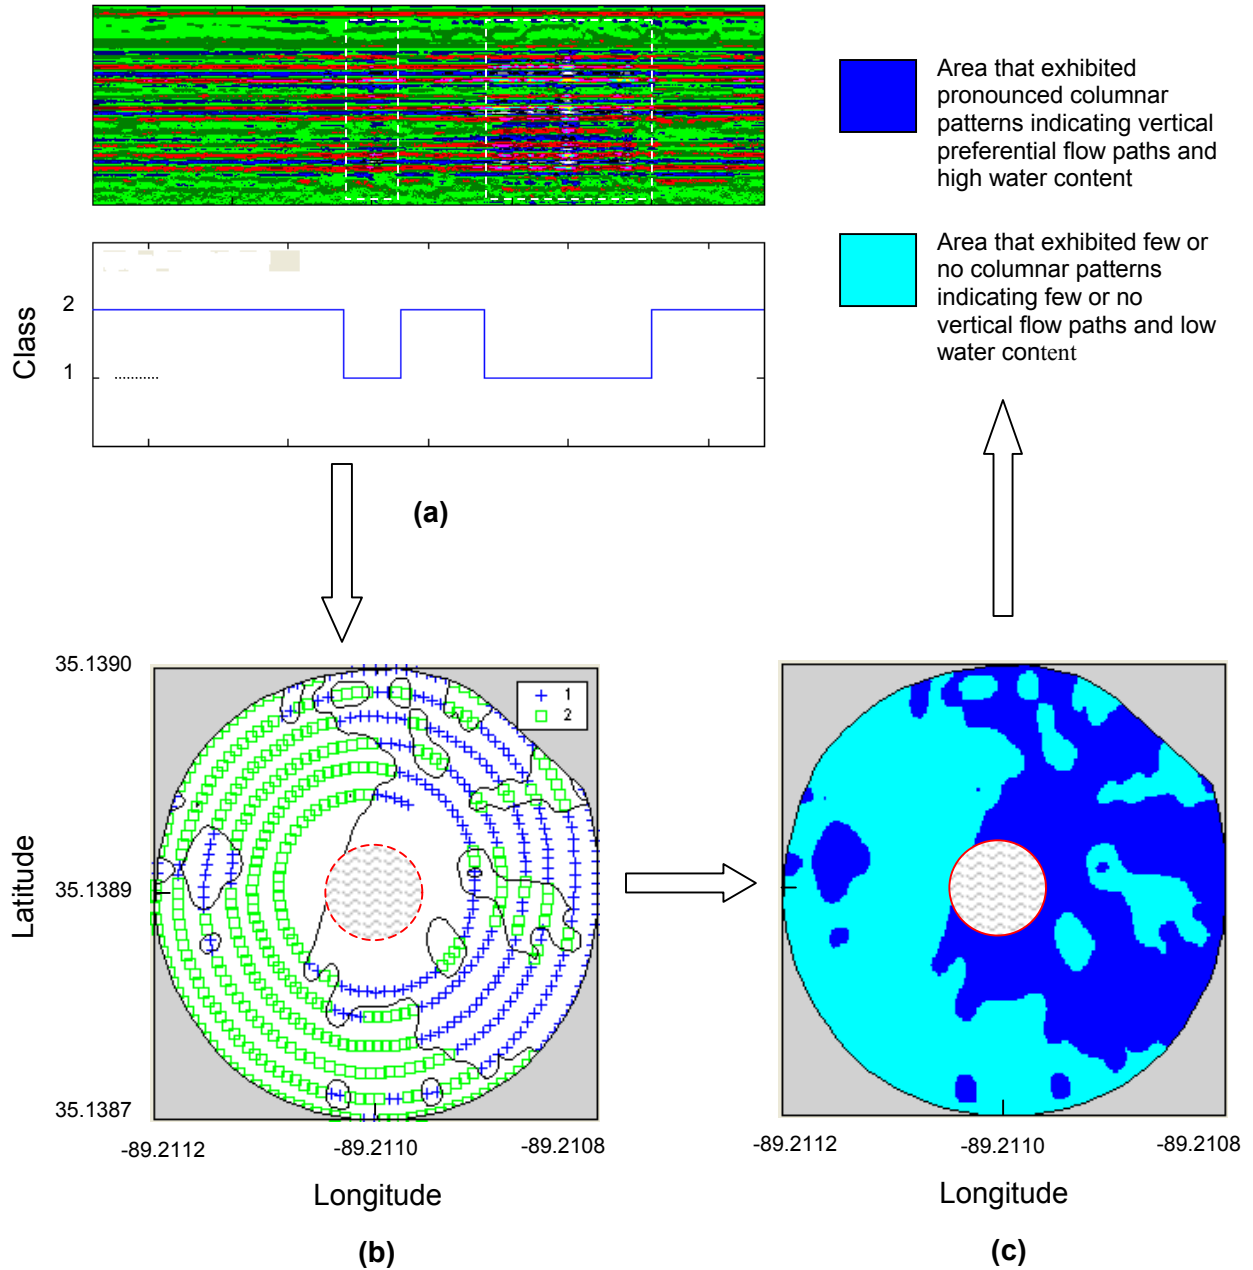 Area that exhibited
pronounced columnar
patterns indicating vertical
preferential flow paths and
high water content
Area that exhibited few or
no columnar patterns
indicating few or no
vertical flow paths and low
water content
Class
2
1
(a)
35.1390
35.1389
35.1387
Latitude
1
2
-89.2112
-89.2110
-89.2108
Longitude
(b)
-89.2112
-89.2110
-89.2108
Longitude
(c)